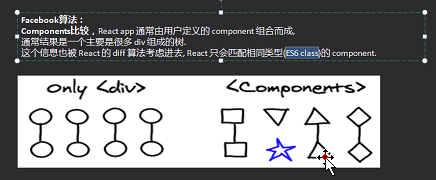 Facebook算法：
Components比较，React app 通常由用户定义的 component 组合而成,
通常结果是一个主要是很多 div 组成的树.
这个信息也被 React 的 diff 算法考虑进去, React 只会匹配相同类型(ES6 class)的 component.
only <div>
<Components>